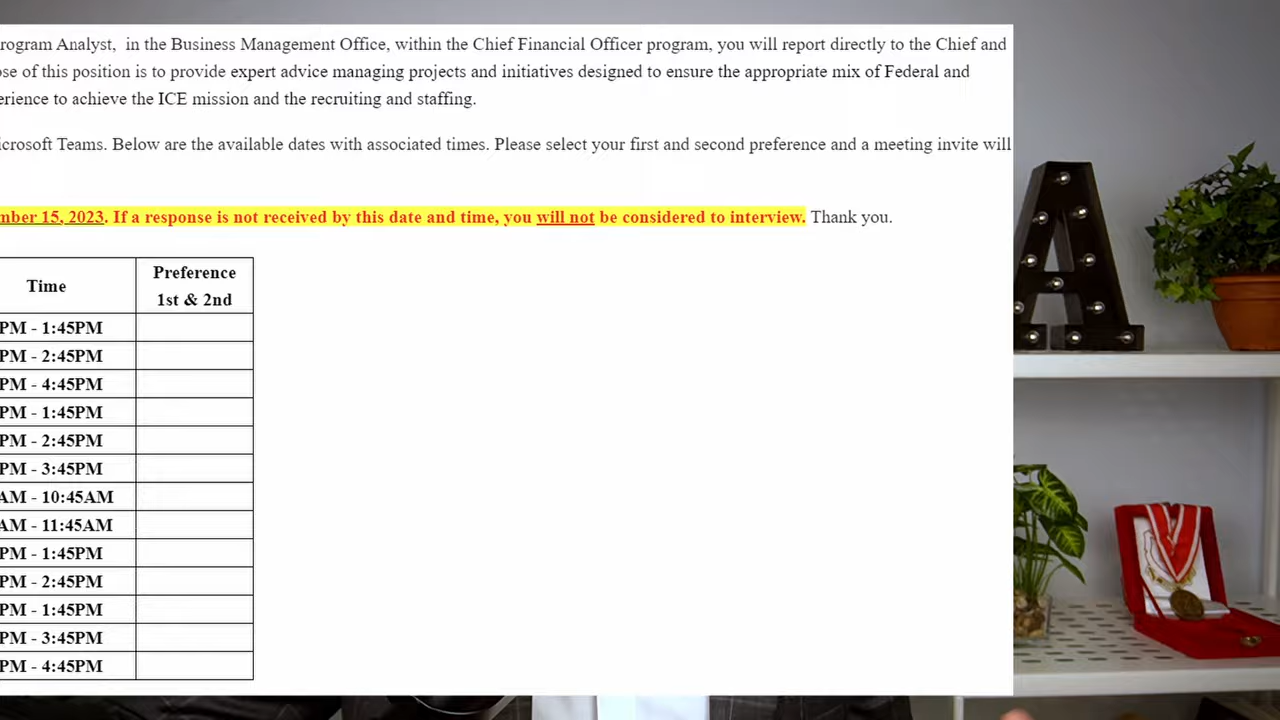 rogram Analyst, in the Business Management Office, within the Chief Financial Officer program, you will report directly to the Chief and
ose of this position is to provide expert advice managing projects and initiatives designed to ensure the appropriate mix of Federal and
erience to achieve the ICE mission and the recruiting and staffing.
icrosoft Teams. Below are the available dates with associated times. Please select your first and second preference and a meeting invite will
mber 15, 2023. If a response is not received by this date and time, you will not be considered to interview. Thank you.
Time Preference 1st & 2nd
PM - 1:45PM
PM - 2:45PM
PM - 4:45PM
PM - 1:45PM
PM - 2:45PM
PM - 3:45PM
AM - 10:45AM
AM - 11:45AM
PM - 1:45PM
PM - 2:45PM
PM - 1:45PM
PM - 3:45PM
PM - 4:45PM
A